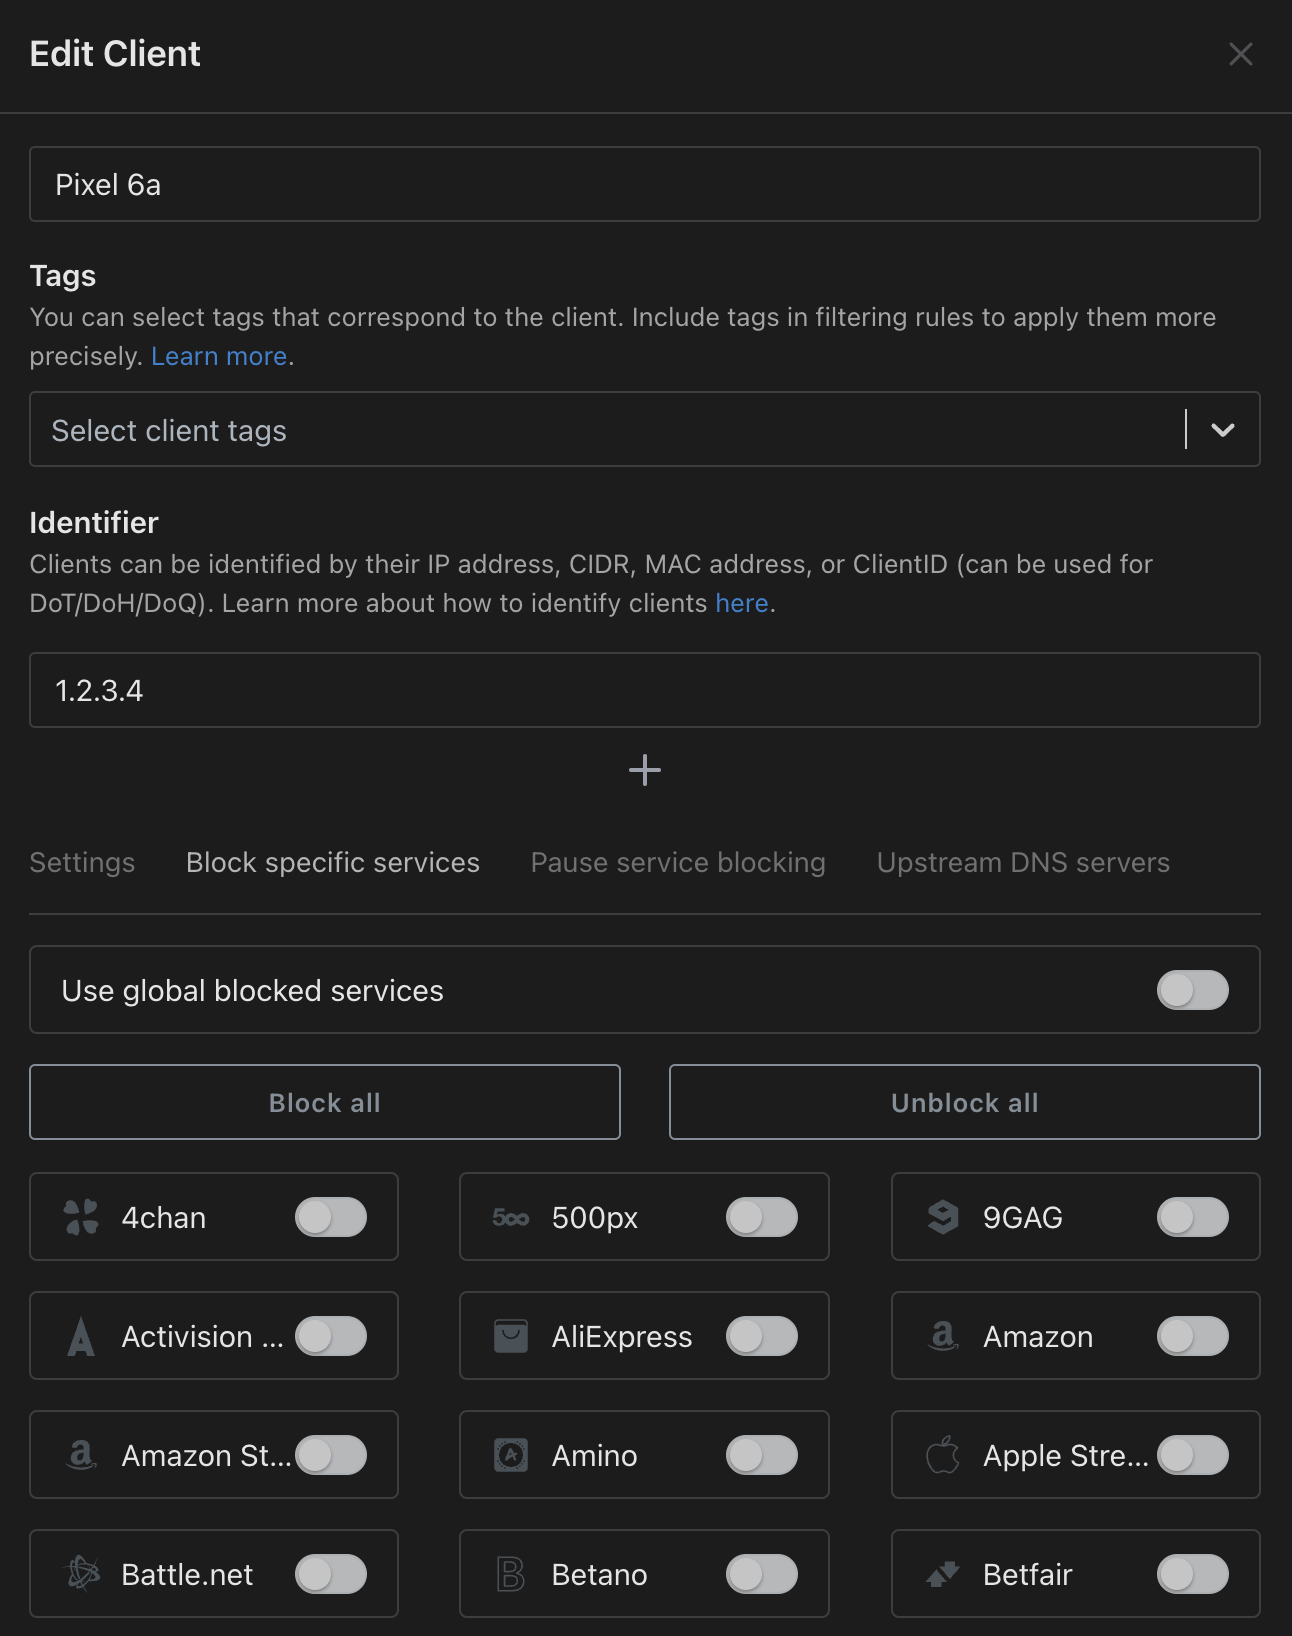 Edit Client
Pixel 6a
Tags
You can select tags that correspond to the client. Include tags in filtering rules to apply them more
precisely. Learn more.
Select client tags
Identifier
Clients can be identified by their IP address, CIDR, MAC address, or ClientID (can be used for
DoT/DoH/DoQ). Learn more about how to identify clients here.
1.2.3.4
Settings Block specific services Pause service blocking Upstream DNS servers
Use global blocked services
Block all Unblock all
4chan 500px 9GAG
Activision ... AliExpress Amazon
Amazon St... Amino Apple Stre...
Battle.net Betano Betfair